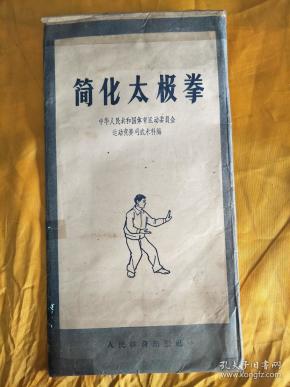 简化太极拳
中华人民共和国体育运动委員会
运动竞赛司武术科編
人民体育出版社
孔夫子旧书网